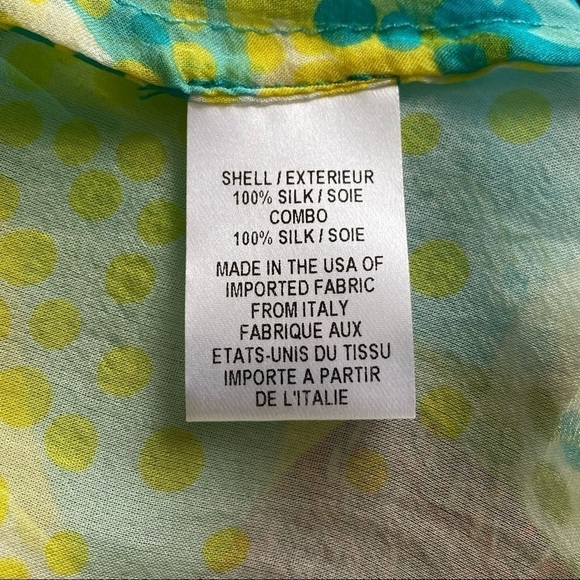 SHELL / EXTERIEUR
100% SILK / SOIE
COMBO
100% SILK / SOIE
MADE IN THE USA OF
IMPORTED FABRIC
FROM ITALY
FABRIQUE AUX
ETATS-UNIS DU TISSU
IMPORTE A PARTIR
DE L'ITALIE